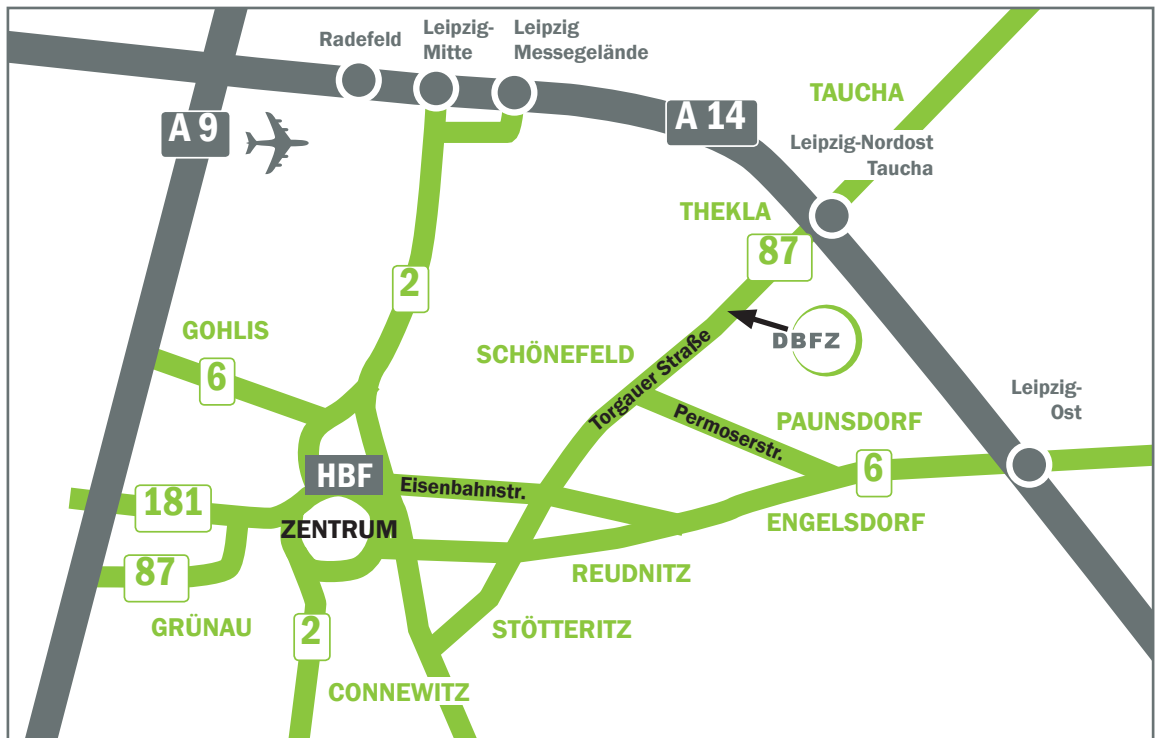 Radefeld
Leipzig-
Mitte
Leipzig
Messegelände
A 9
A 14
TAUCHA
Leipzig-Nordost
Taucha
THEKLA
87
2
GOHLIS
6
SCHÖNEFELD
Torgauer Straße
DBFZ
Leipzig-
Ost
Permoserstr.
PAUNSDORF
6
HBF
Eisenbahnstr.
181
ZENTRUM
ENGELSDORF
87
REUDNITZ
GRÜNAU
2
STÖTTERITZ
CONNEWITZ